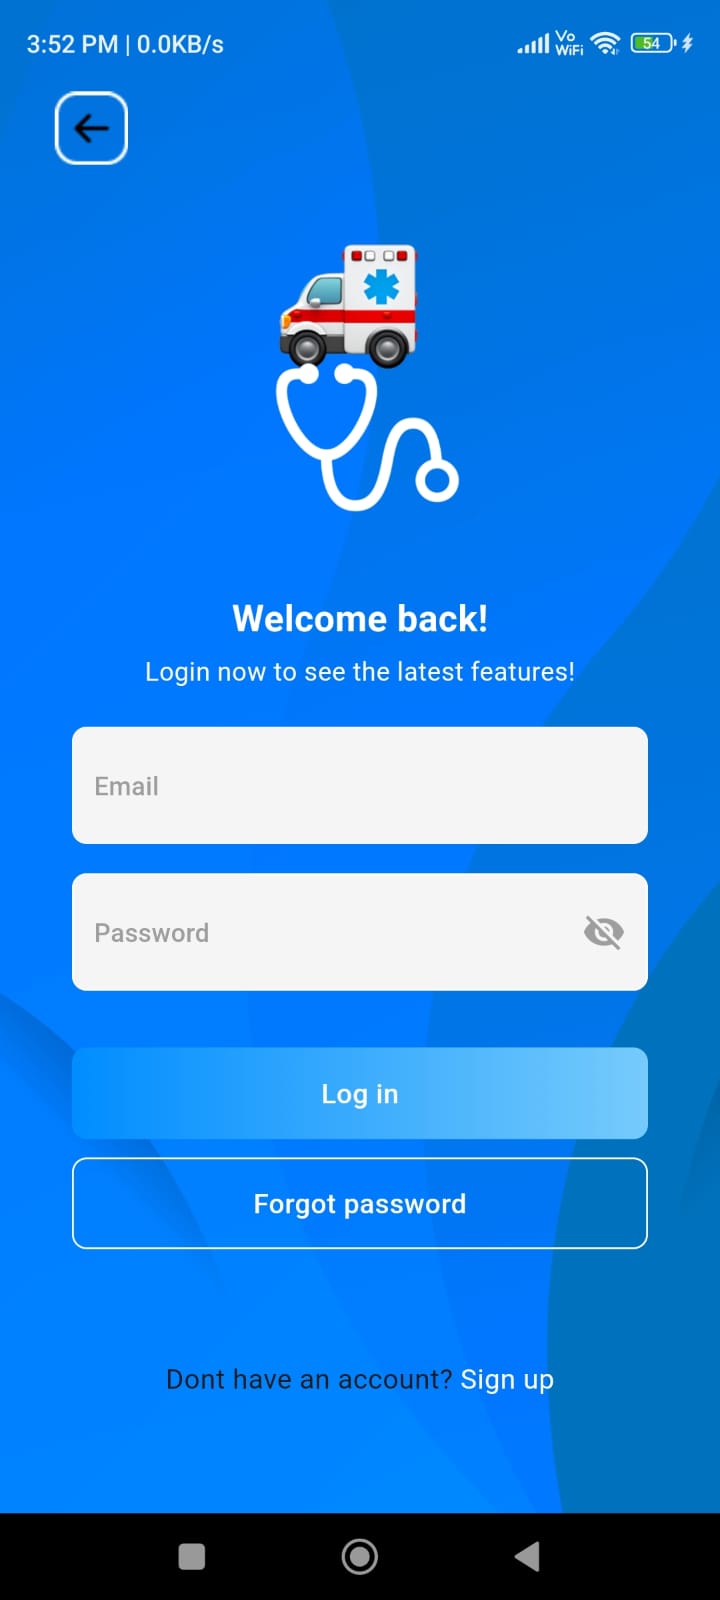 3:52 PM | 0.0KB/s Vo WiFi 54
Welcome back!
Login now to see the latest features!
Email
Password
Log in
Forgot password
Dont have an account? Sign up